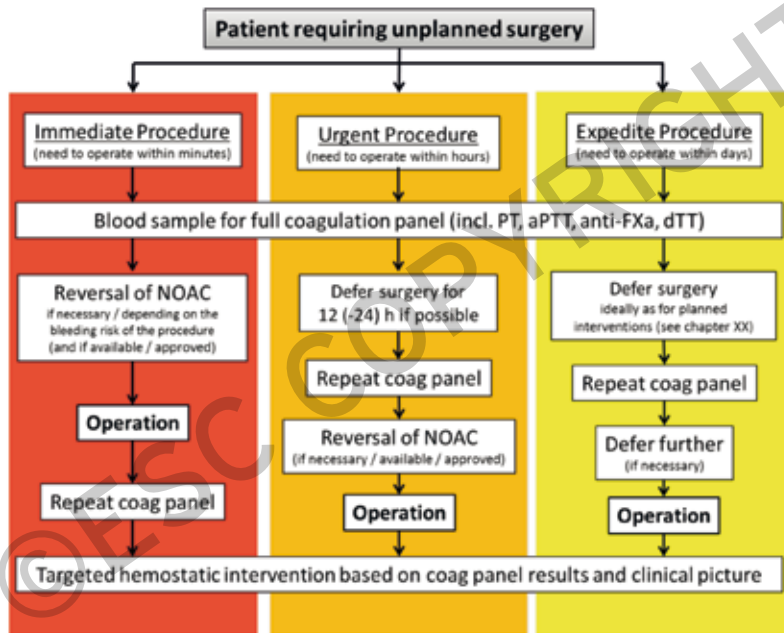 Patient requiring unplanned surgery
Immediate Procedure
(need to operate within minutes)
Urgent Procedure
(need to operate within hours)
Expedite Procedure
(need to operate within days)
Blood sample for full coagulation panel (incl. PT, aPTT, anti-FXa, dTT)
Reversal of NOAC
if necessary / depending on the
bleeding risk of the procedure
(and if available / approved)
Operation
Repeat coag panel
Defer surgery for
12 (-24) h if possible
Repeat coag panel
Reversal of NOAC
(if necessary / available / approved)
Operation
Defer surgery
ideally as for planned
interventions (see chapter XX)
Repeat coag panel
Defer further
(if necessary)
Operation
Targeted hemostatic intervention based on coag panel results and clinical picture
©ESC COPYRIGHT